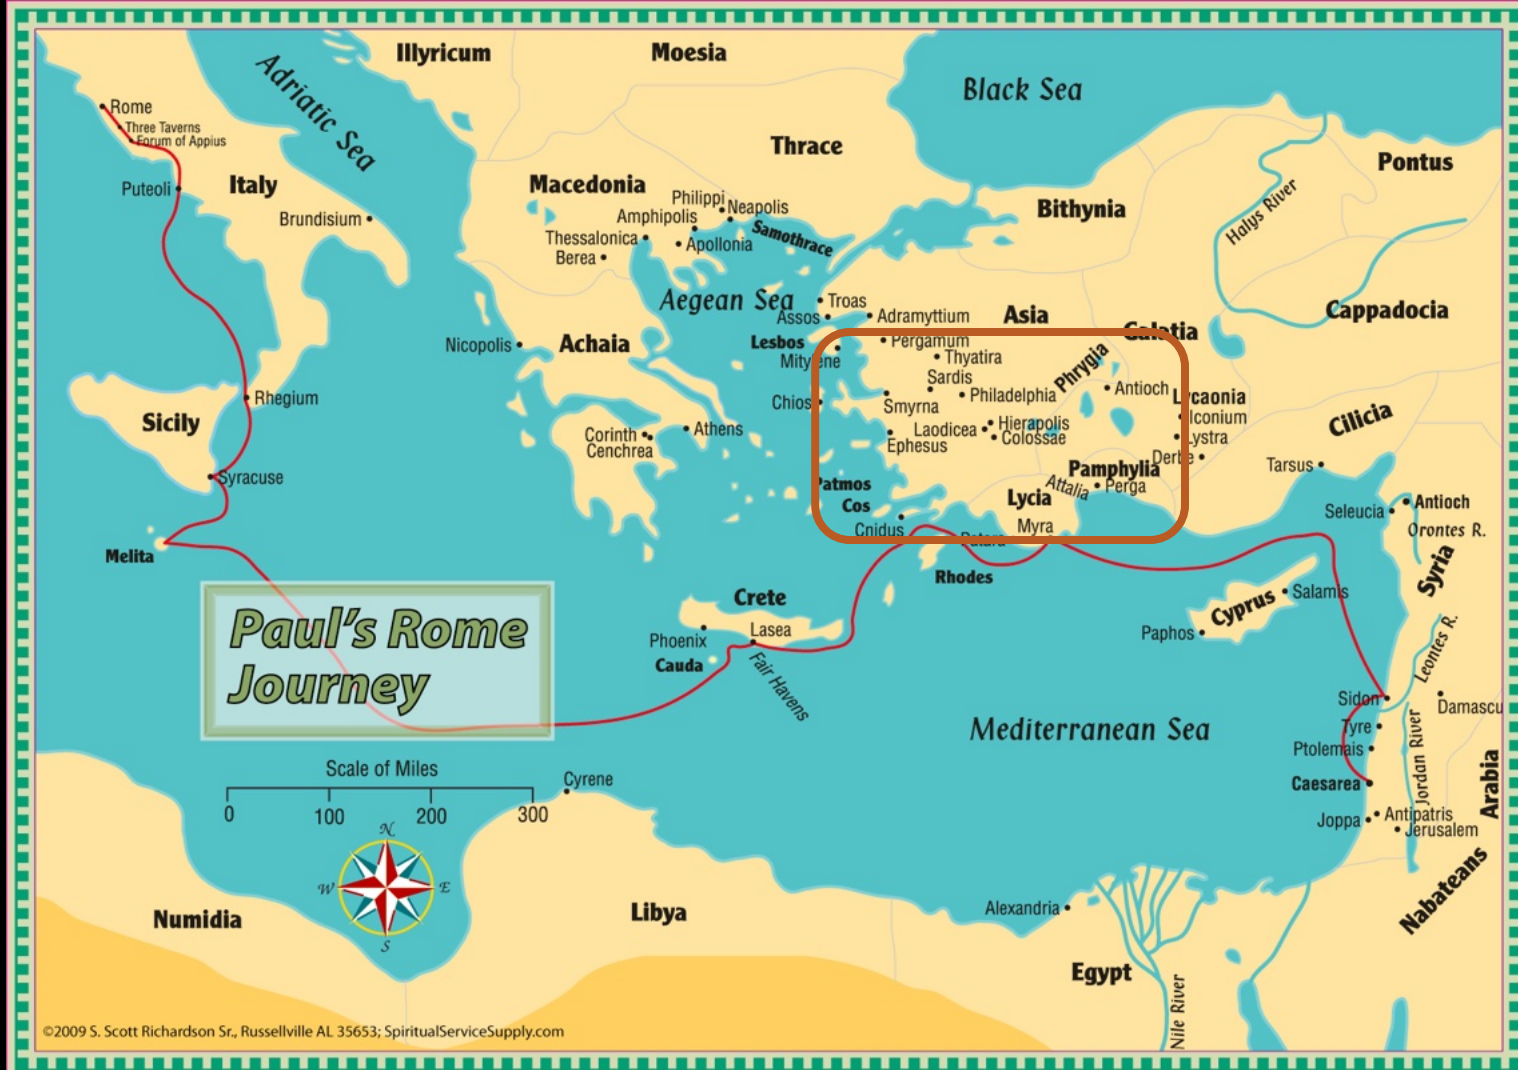 Illyricum
Moesia
Black Sea
Adriatic Sea
Rome
Three Taverns
Forum of Appius
Thrace
Pontus
Puteoli
Italy
Macedonia
Philippi
Neapolis
Bithynia
Halys River
Brundisium
Amphipolis
Samothrace
Thessalonica
Apollonia
Berea
Aegean Sea
Troas
Assos
Adramyttium
Asia
Cappadocia
Galatia
Nicopolis
Achaia
Lesbos
Mitylene
Pergamum
Thyatira
Phrygia
Sardis
Philadelphia
Antioch
Lycaonia
Rhegium
Chios
Smyrna
Iconium
Sicily
Hierapolis
Cilicia
Corinth
Athens
Laodicea
Colossae
Lystra
Cenchrea
Ephesus
Derbe
Tarsus
Pamphylia
Syracuse
Patmos
Attalia
Perga
Lycia
Cos
Antioch
Seleucia
Cnidus
Myra
Orontes R.
Patara
Melita
Rhodes
Syria
Crete
Cyprus
Salamis
Paul's Rome
Journey
Phoenix
Lasea
Paphos
Leontes R.
Cauda
Fair Havens
Sidon
Damascu
Mediterranean Sea
Tyre
Jordan River
Ptolemais
Scale of Miles
Cyrene
Caesarea
Arabia
0 100 200 300
Joppa
Antipatris
Jerusalem
N
W E
S
Nabateans
Numidia
Libya
Alexandria
Egypt
Nile River
©2009 S. Scott Richardson Sr., Russellville AL 35653; SpiritualServiceSupply.com